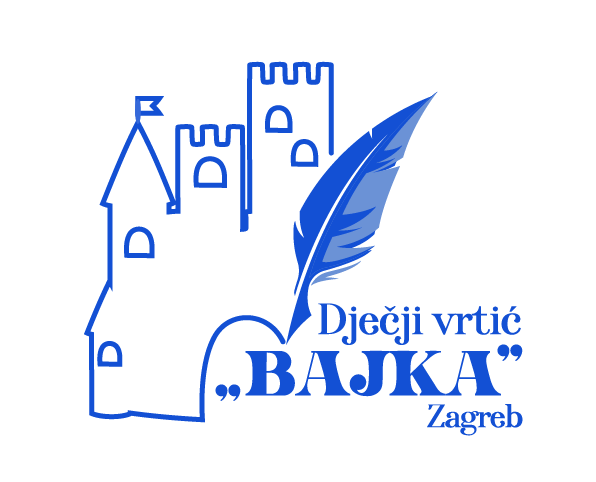 Dječji vrtić
„BAJKA”
Zagreb